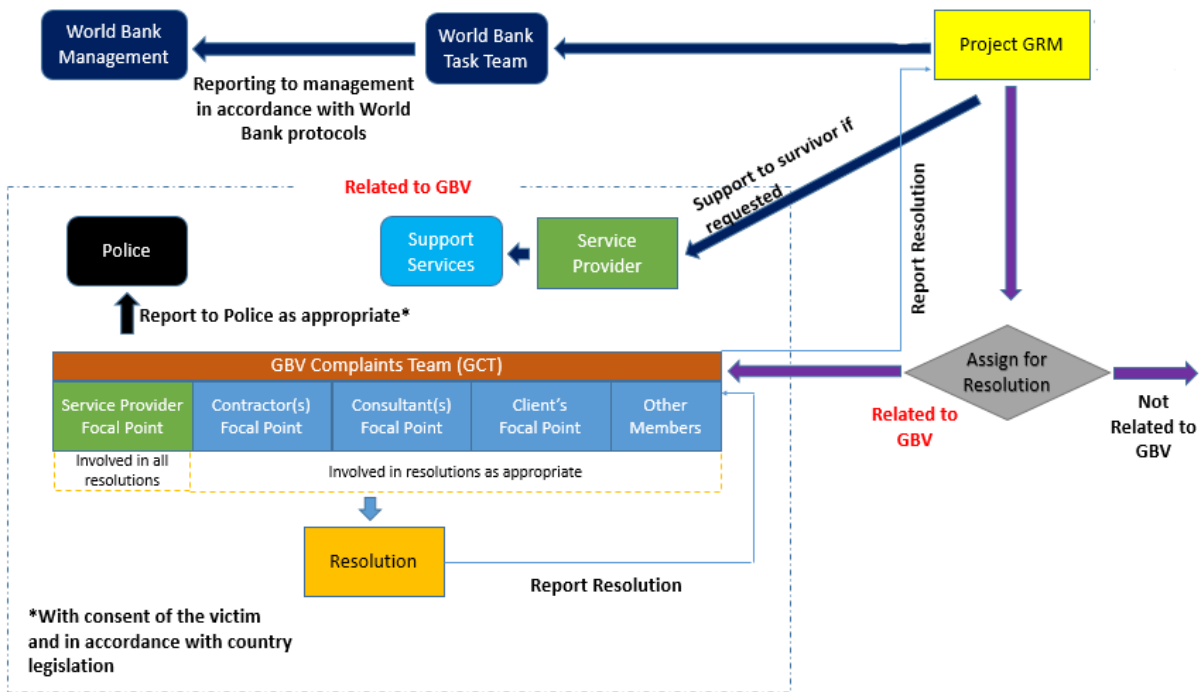 World Bank
Management
World Bank
Task Team
Project GRM
Reporting to management
in accordance with World
Bank protocols
Support to survivor if
requested
Report Resolution
Related to GBV
Police
Support
Services
Service
Provider
Report to Police as appropriate*
Assign for
Resolution
GBV Complaints Team (GCT)
Service Provider
Focal Point
Contractor(s)
Focal Point
Consultant(s)
Focal Point
Client's
Focal Point
Other
Members
Related to
GBV
Not
Related to
GBV
Involved in all
resolutions
Involved in resolutions as appropriate
Resolution
Report Resolution
*With consent of the victim
and in accordance with country
legislation